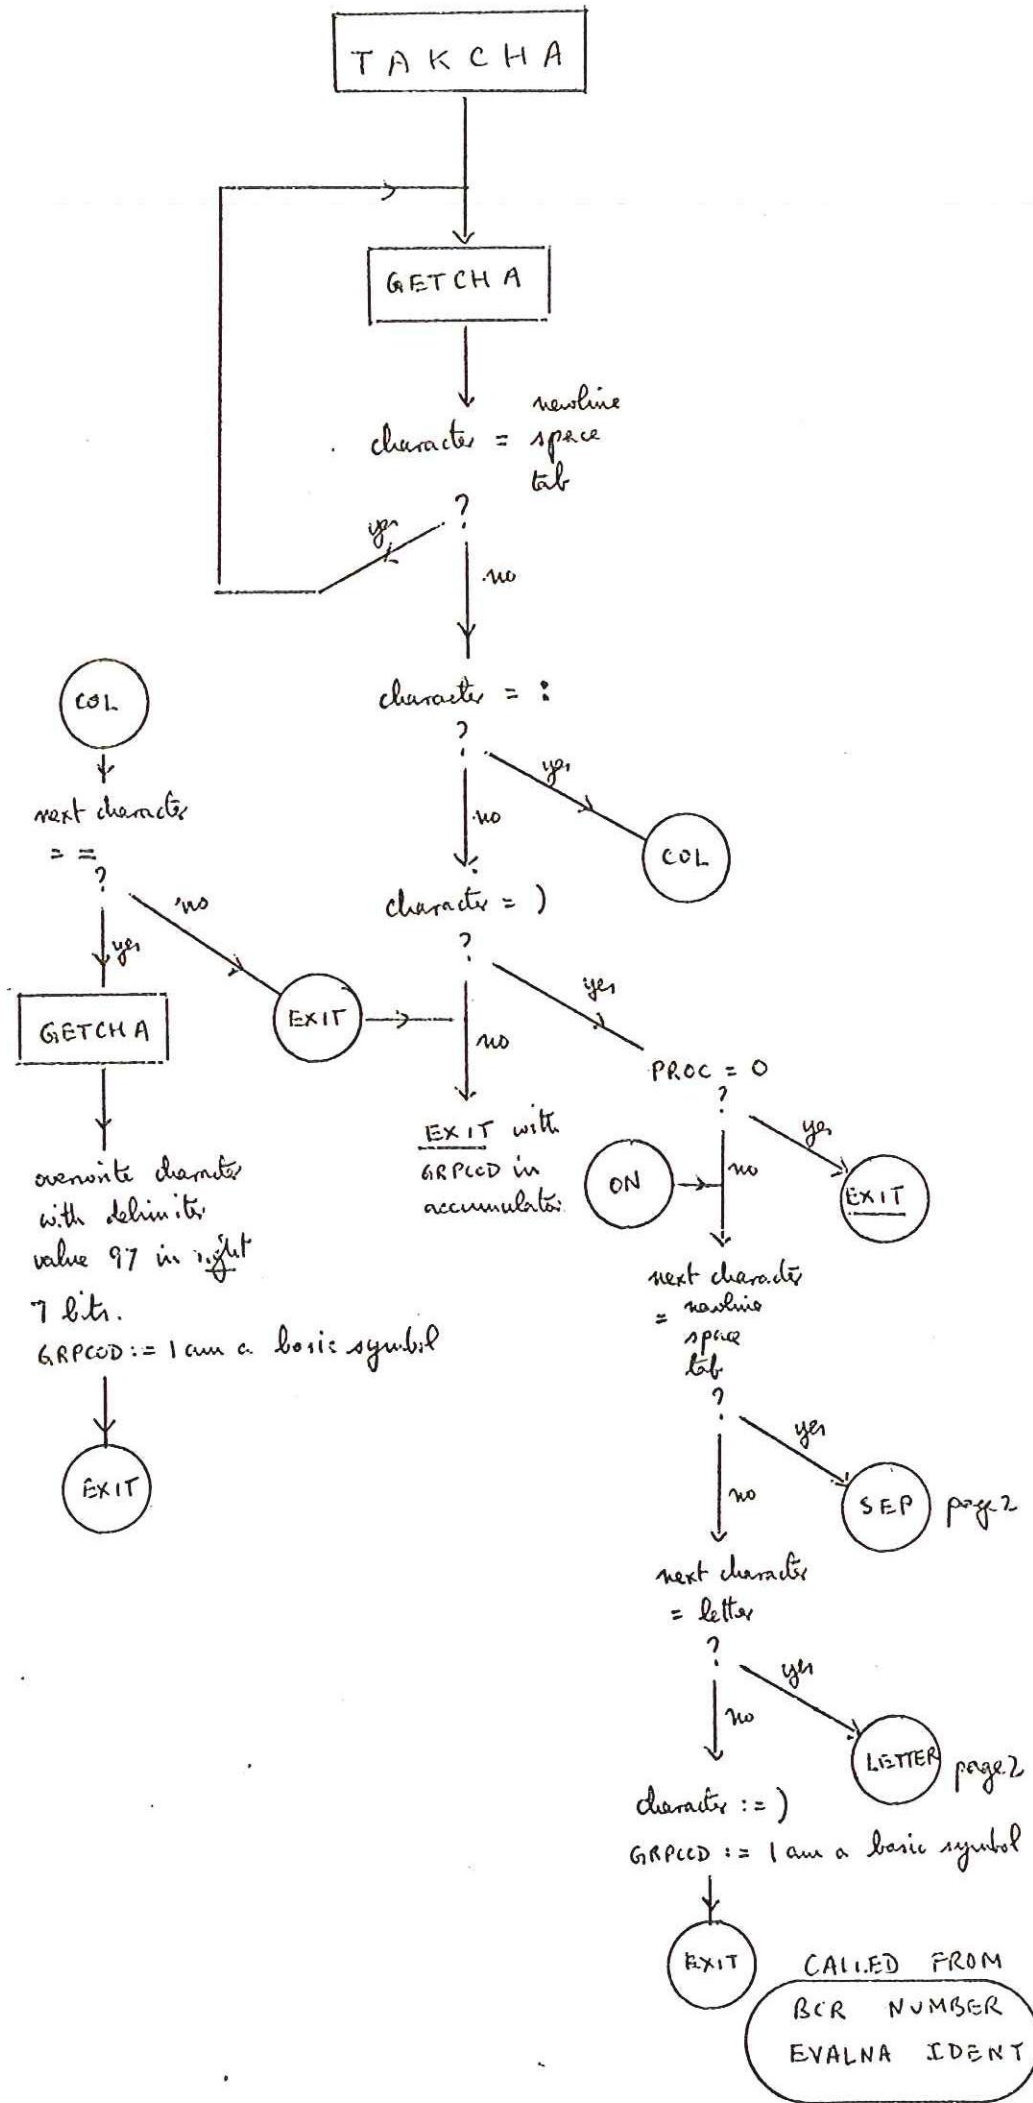 TAKCHA
GETCHA
character = newline
space
tab
?
yes
no
character = :
?
yes
no
COL
character = )
?
yes
no
EXIT
EXIT with
GRPCOD in
accumulator
COL
next character
= =
?
no
yes
GETCHA
overwrite character
with delimiter
value 97 in right
7 bits.
GRPCOD := I am a basic symbol
EXIT
PROC = 0
?
yes
no
EXIT
ON
next character
= newline
space
tab
?
yes
no
SEP page 2
next character
= letter
?
yes
no
LETTER page 2
character := )
GRPCOD := I am a basic symbol
EXIT
CALLED FROM
BCR NUMBER
EVALNA IDENT